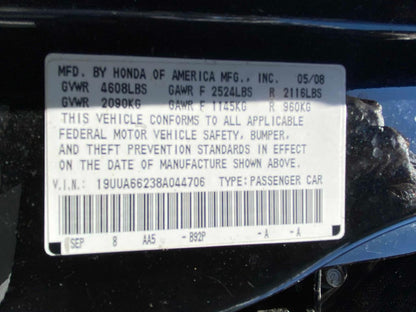 MFD. BY HONDA OF AMERICA MFG., INC. 05/08
GVWR 4608LBS GAWR F 2524LBS R 2116LBS
GVWR 2090KG GAWR F 1145KG R 960KG
THIS VEHICLE CONFORMS TO ALL APPLICABLE
FEDERAL MOTOR VEHICLE SAFETY, BUMPER,
AND THEFT PREVENTION STANDARDS IN EFFECT
ON THE DATE OF MANUFACTURE SHOWN ABOVE.
V.I.N.: 19UUA66238A044706 TYPE:PASSENGER CAR
SEP 8 AA5 - B92P - A - A